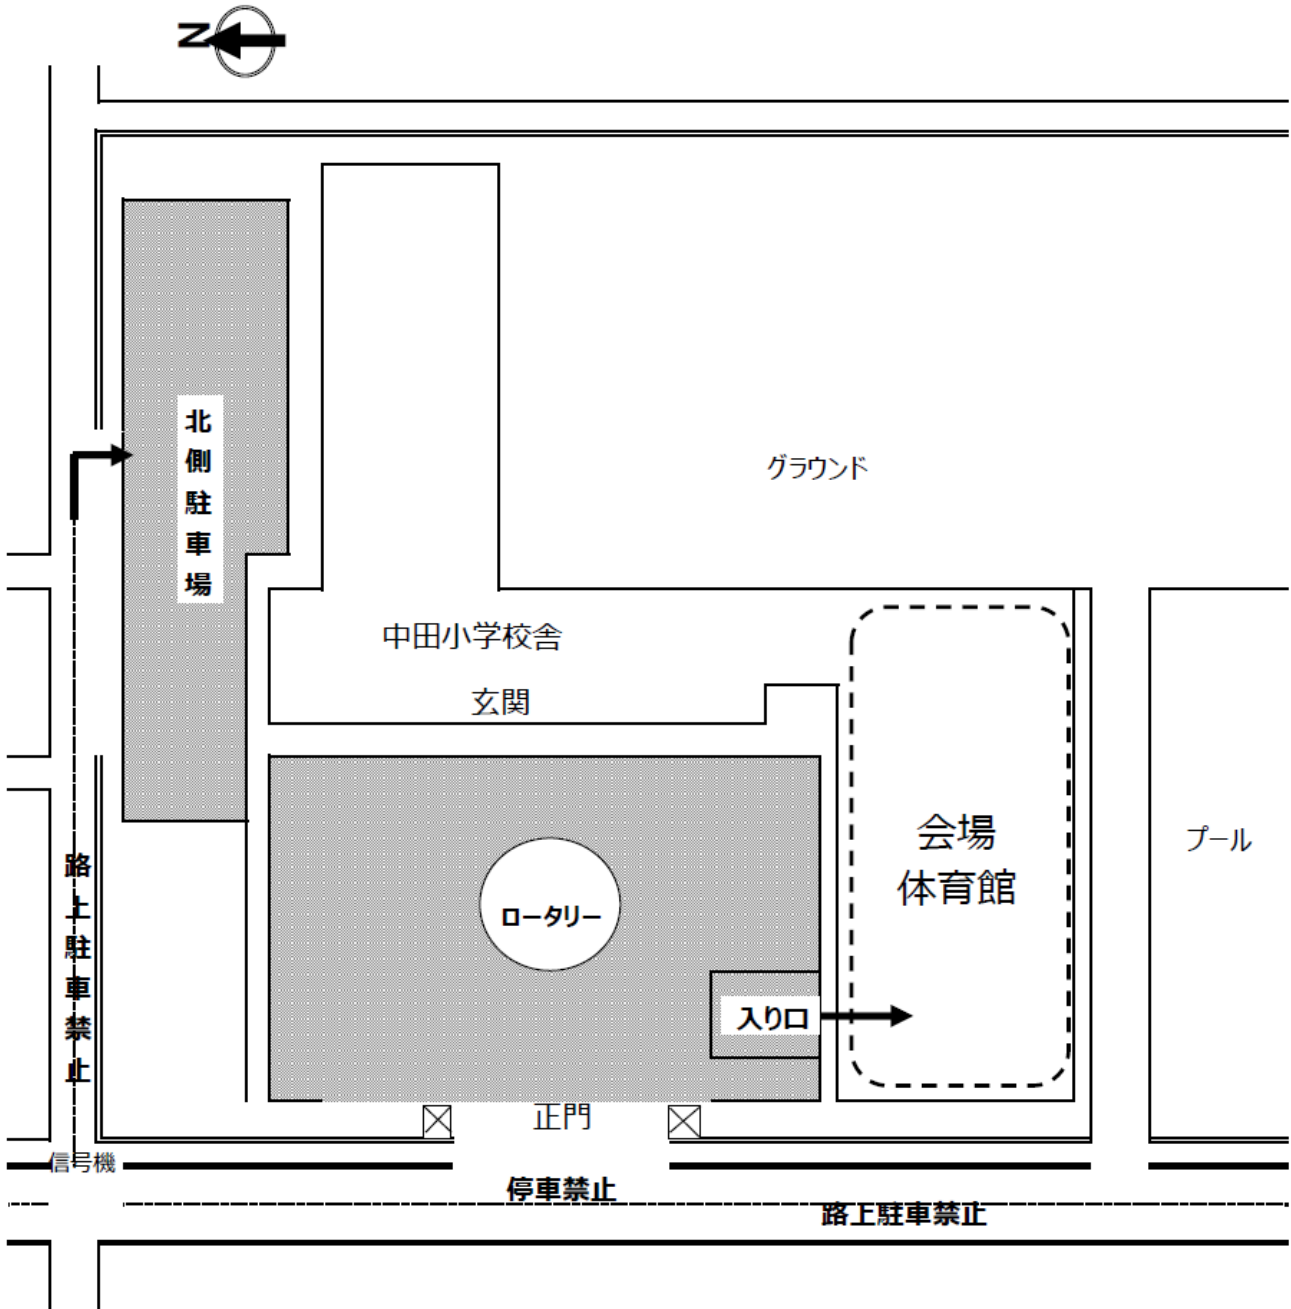 N
北側駐車場
グラウンド
中田小学校舎
玄関
会場
体育館
プール
路上駐車禁止
ロータリー
入り口
正門
信号機
停車禁止
路上駐車禁止